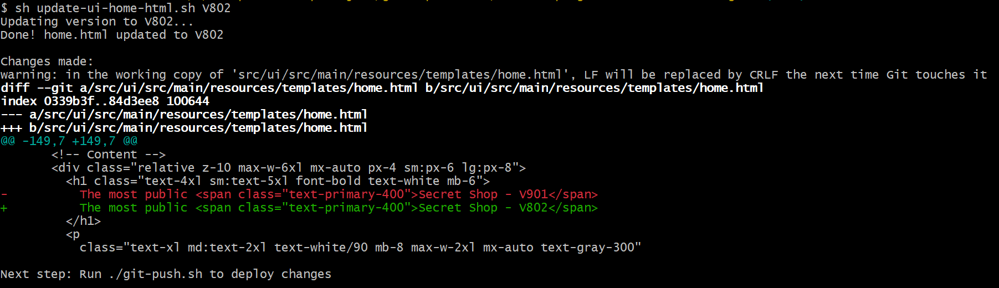 $ sh update-ui-home-html.sh V802
Updating version to V802...
Done! home.html updated to V802
Changes made:
warning: in the working copy of 'src/ui/src/main/resources/templates/home.html', LF will be replaced by CRLF the next time Git touches it
diff --git a/src/ui/src/main/resources/templates/home.html b/src/ui/src/main/resources/templates/home.html
index 0339b3f..84d3ee8 100644
--- a/src/ui/src/main/resources/templates/home.html
+++ b/src/ui/src/main/resources/templates/home.html
@@ -149,7 +149,7 @@
<!-- Content -->
<div class="relative z-10 max-w-6xl mx-auto px-4 sm:px-6 lg:px-8">
<h1 class="text-4xl sm:text-5xl font-bold text-white mb-6">
- The most public <span class="text-primary-400">Secret Shop - V901</span>
+ The most public <span class="text-primary-400">Secret Shop - V802</span>
</h1>
<p
class="text-xl md:text-2xl text-white/90 mb-8 max-w-2xl mx-auto text-gray-300"
Next step: Run ./git-push.sh to deploy changes